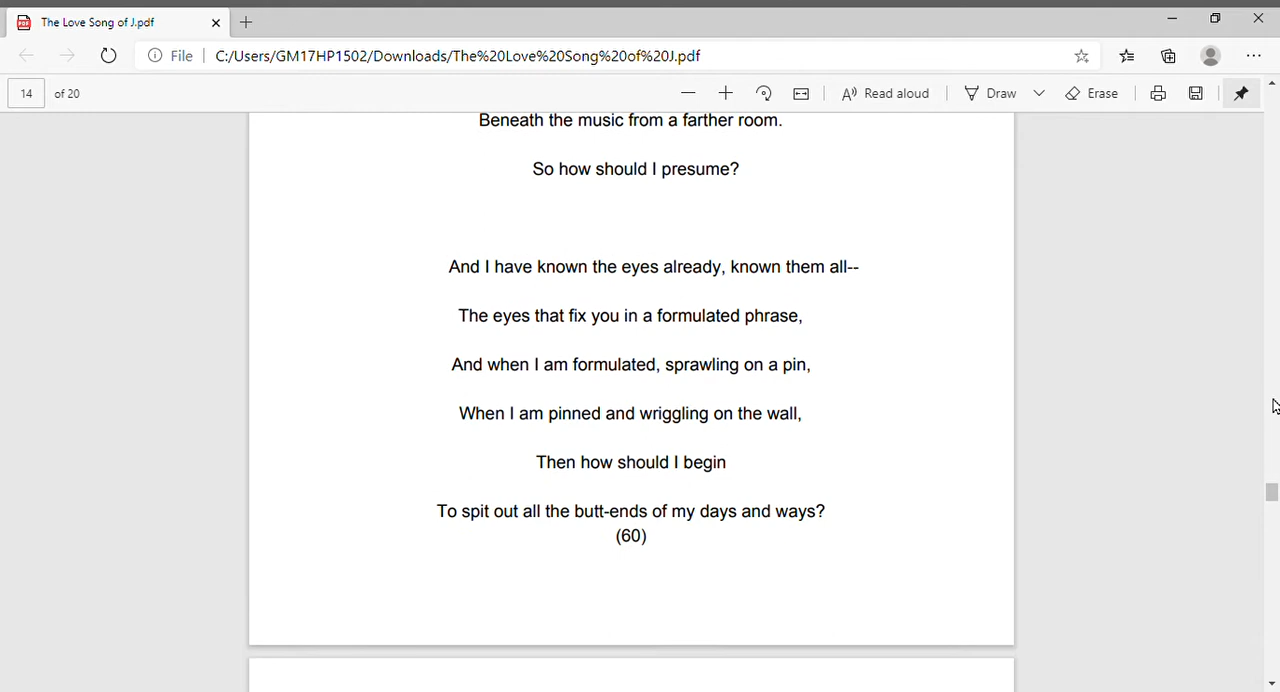 The Love Song of J.pdf
File C:/Users/GM17HP1502/Downloads/The%20Love%20Song%20of%20J.pdf
14 of 20 Read aloud Draw Erase
Beneath the music from a farther room.
So how should I presume?
And I have known the eyes already, known them all--
The eyes that fix you in a formulated phrase,
And when I am formulated, sprawling on a pin,
When I am pinned and wriggling on the wall,
Then how should I begin
To spit out all the butt-ends of my days and ways?
(60)